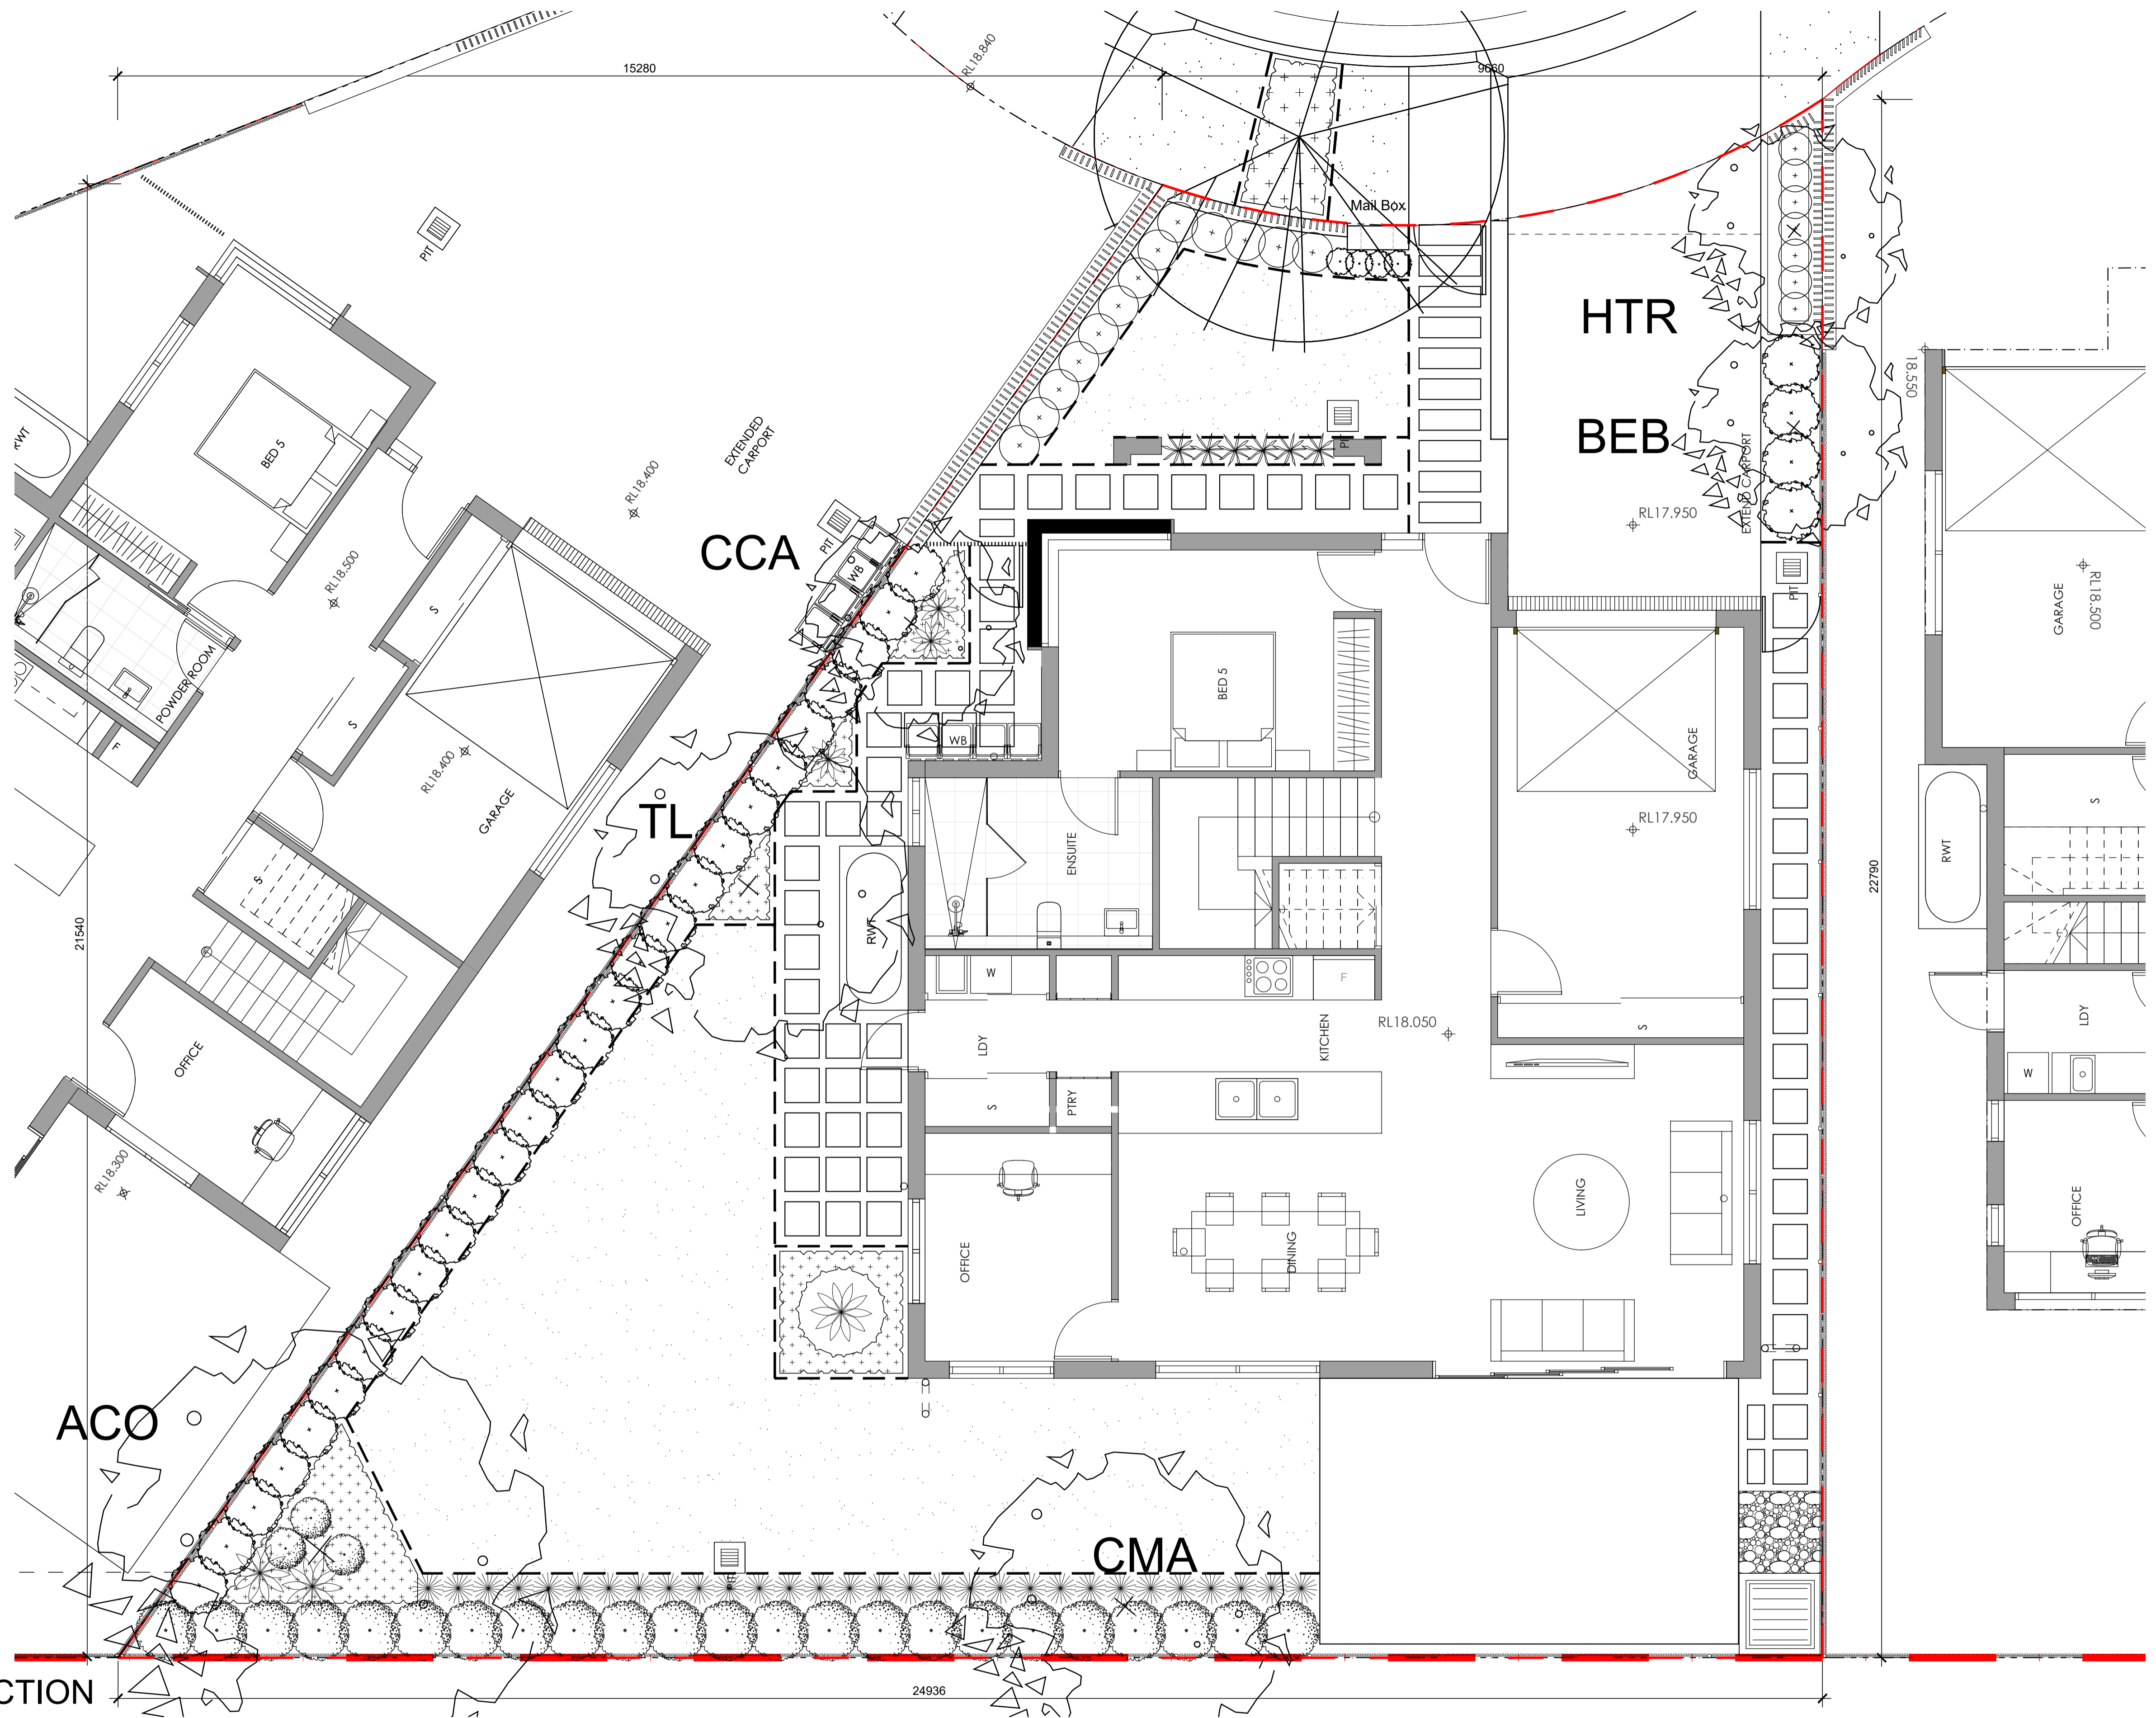 15280
9660
RL18.840
Mail Box
PIT
HTR
18.550
BED 5
RWT
EXTENDED
CARPORT
BEB
EXTEND CARPORT
PIT
RL18.400
RL17.950
CCA
PIT
WB
RL18.500
S
PIT
GARAGE
RL18.500
POWDER ROOM
F
S
BED 5
WB
GARAGE
RL18.400
GARAGE
TL
RL17.950
S
ENSUITE
RWT
S
22790
21540
RWT
W
F
OFFICE
RL18.050
KITCHEN
LDY
S
LDY
W
S
PTRY
RL18.300
LIVING
OFFICE
DINING
OFFICE
ACO
CMA
PIT
CTION
24936